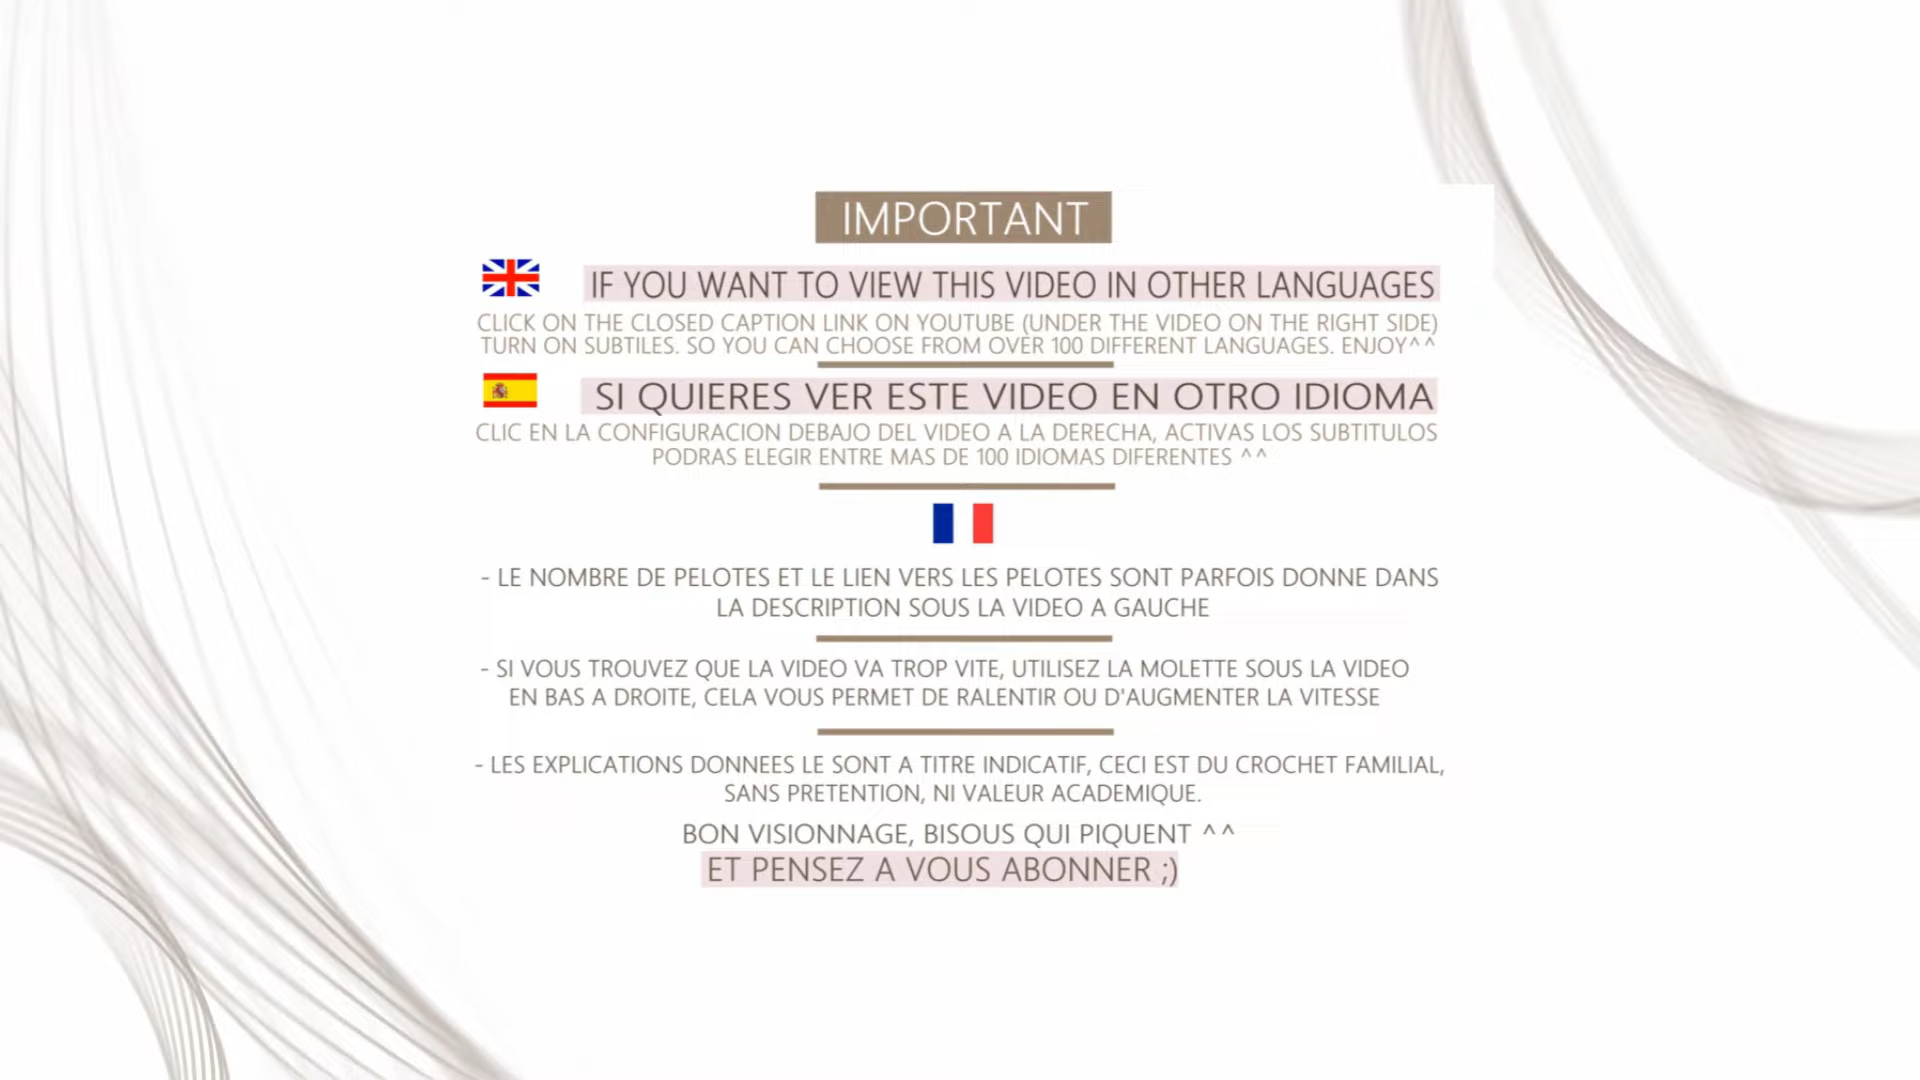 IMPORTANT
IF YOU WANT TO VIEW THIS VIDEO IN OTHER LANGUAGES
CLICK ON THE CLOSED CAPTION LINK ON YOUTUBE (UNDER THE VIDEO ON THE RIGHT SIDE)
TURN ON SUBTILES. SO YOU CAN CHOOSE FROM OVER 100 DIFFERENT LANGUAGES. ENJOY^^
SI QUIERES VER ESTE VIDEO EN OTRO IDIOMA
CLIC EN LA CONFIGURACION DEBAJO DEL VIDEO A LA DERECHA, ACTIVAS LOS SUBTITULOS
PODRAS ELEGIR ENTRE MAS DE 100 IDIOMAS DIFERENTES ^^
- LE NOMBRE DE PELOTES ET LE LIEN VERS LES PELOTES SONT PARFOIS DONNE DANS
LA DESCRIPTION SOUS LA VIDEO A GAUCHE
- SI VOUS TROUVEZ QUE LA VIDEO VA TROP VITE, UTILISEZ LA MOLETTE SOUS LA VIDEO
EN BAS A DROITE, CELA VOUS PERMET DE RALENTIR OU D'AUGMENTER LA VITESSE
- LES EXPLICATIONS DONNEES LE SONT A TITRE INDICATIF, CECI EST DU CROCHET FAMILIAL,
SANS PRETENTION, NI VALEUR ACADEMIQUE.
BON VISIONNAGE, BISOUS QUI PIQUENT ^^
ET PENSEZ A VOUS ABONNER ;)